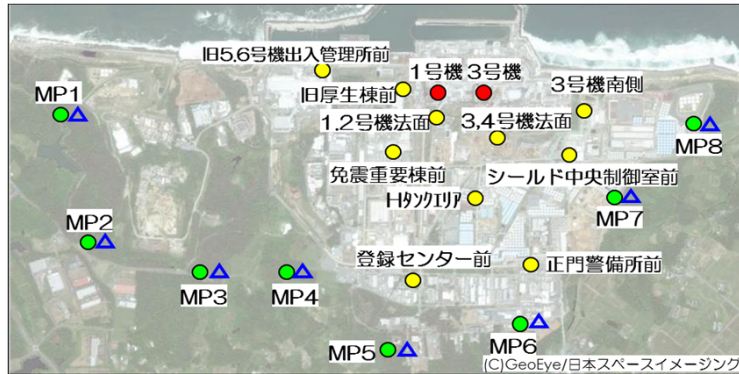 旧5.6号機出入管理所前
1号機 3号機
MP1
旧厚生棟前
3号機南側
1.2号機法面
3,4号機法面
MP8
免震重要棟前
シールド中央制御室前
Hタンクエリア
MP7
MP2
登録センター前
正門警備所前
MP3
MP4
MP5
MP6
(C)GeoEye/日本スペースイメージング